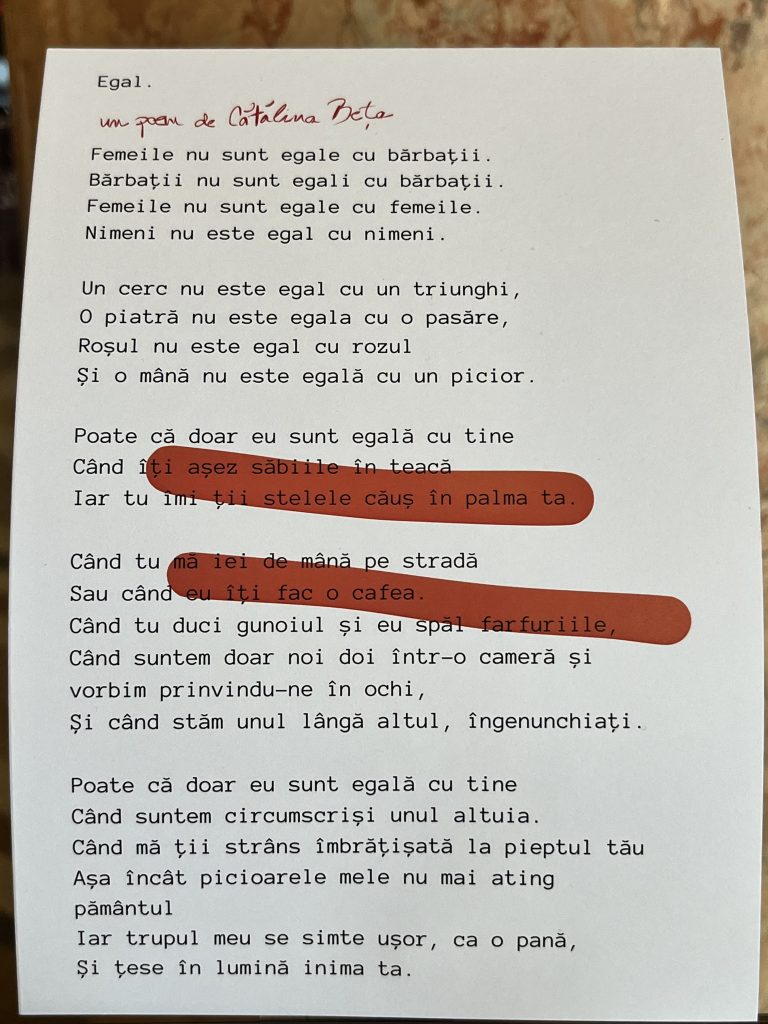 Egal.
un poem de Cătălina Beța
Femeile nu sunt egale cu bărbații.
Bărbații nu sunt egali cu bărbații.
Femeile nu sunt egale cu femeile.
Nimeni nu este egal cu nimeni.
Un cerc nu este egal cu un triunghi,
O piatră nu este egala cu o pasăre,
Roșul nu este egal cu rozul
Și o mână nu este egală cu un picior.
Poate că doar eu sunt egală cu tine
Când îți așez săbiile în teacă
Iar tu îmi ții stelele căuș în palma ta.
Când tu mă iei de mână pe stradă
Sau când eu îți fac o cafea.
Când tu duci gunoiul și eu spăl farfuriile,
Când suntem doar noi doi într-o cameră și
vorbim prinvindu-ne în ochi,
Și când stăm unul lângă altul, îngenunchiați.
Poate că doar eu sunt egală cu tine
Când suntem circumscriși unul altuia.
Când mă ții strâns îmbrățișată la pieptul tău
Așa încât picioarele mele nu mai ating
pământul
Iar trupul meu se simte ușor, ca o pană,
Și țese în lumină inima ta.